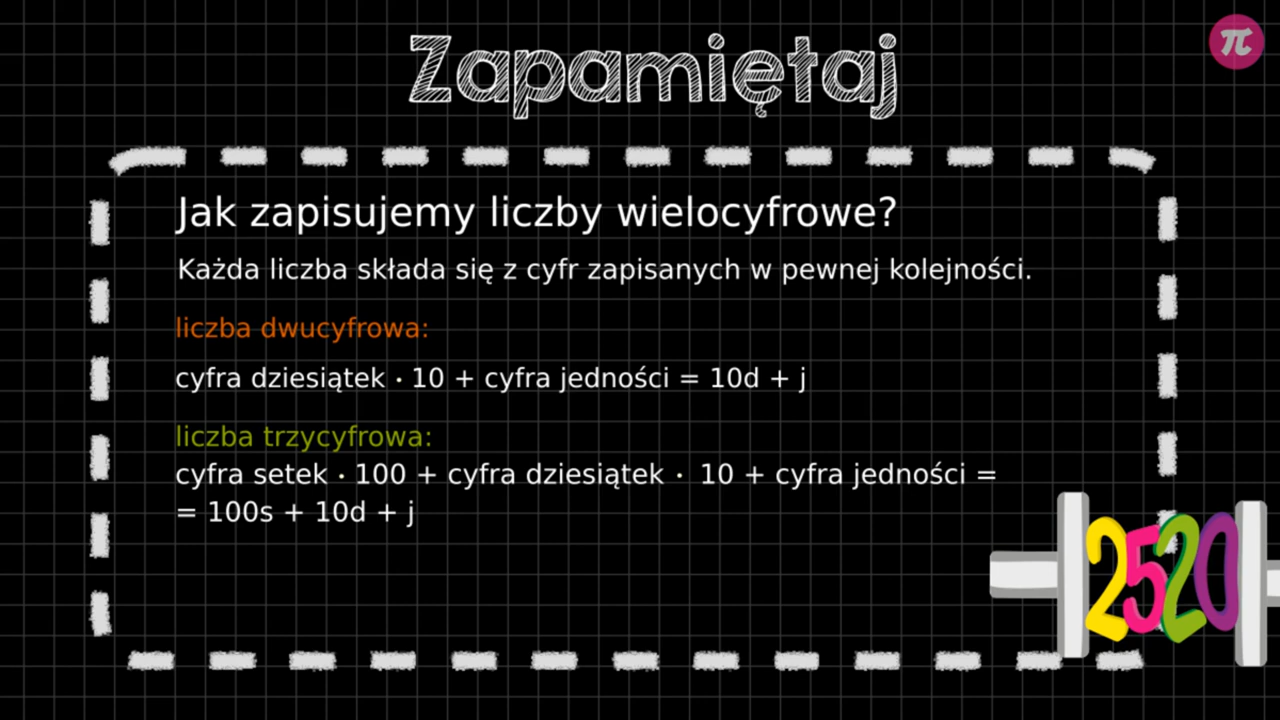 Zapamiętaj
π
Jak zapisujemy liczby wielocyfrowe?
Każda liczba składa się z cyfr zapisanych w pewnej kolejności.
liczba dwucyfrowa:
cyfra dziesiątek · 10 + cyfra jedności = 10d + j
liczba trzycyfrowa:
cyfra setek · 100 + cyfra dziesiątek · 10 + cyfra jedności =
= 100s + 10d + j
2520